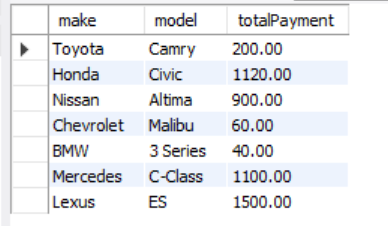 make model totalPayment
Toyota Camry 200.00
Honda Civic 1120.00
Nissan Altima 900.00
Chevrolet Malibu 60.00
BMW 3 Series 40.00
Mercedes C-Class 1100.00
Lexus ES 1500.00